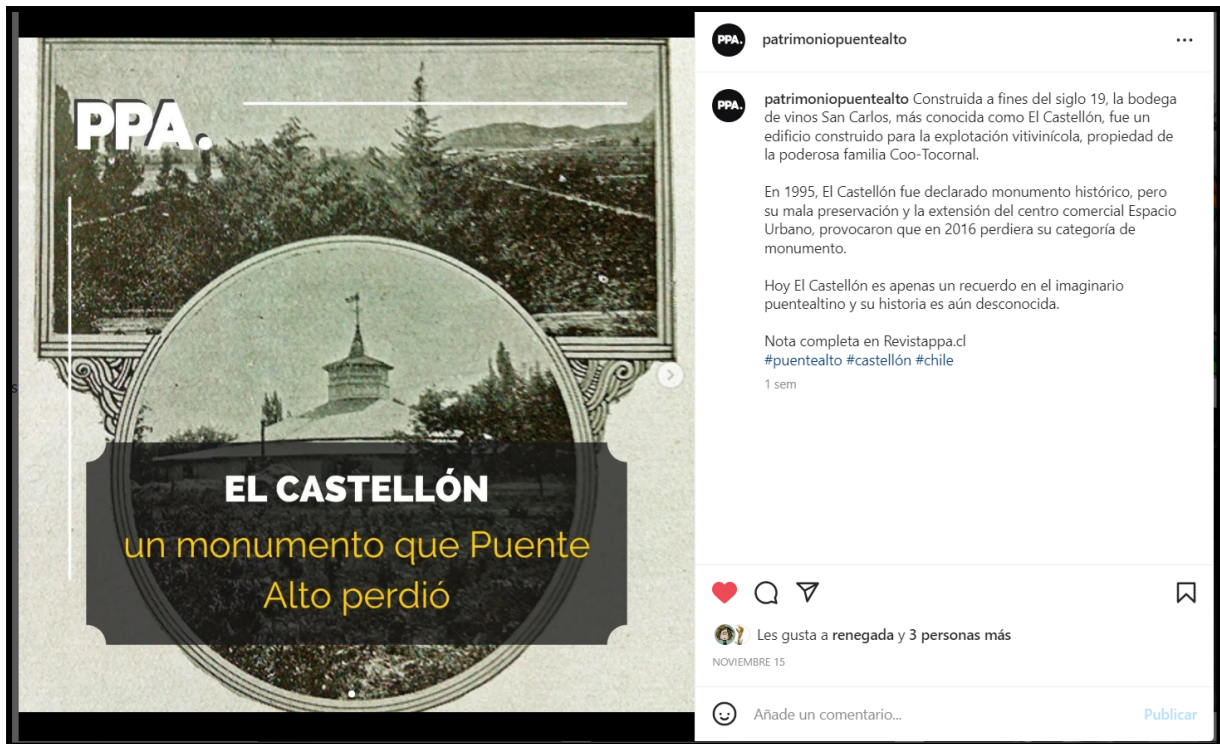 PPA.
EL CASTELLÓN
un monumento que Puente
Alto perdió
PPA.
patrimoniopuentealto
PPA.
patrimoniopuentealto Construida a fines del siglo 19, la bodega
de vinos San Carlos, más conocida como El Castellón, fue un
edificio construido para la explotación vitivinícola, propiedad de
la poderosa familia Coo-Tocornal.
En 1995, El Castellón fue declarado monumento histórico, pero
su mala preservación y la extensión del centro comercial Espacio
Urbano, provocaron que en 2016 perdiera su categoría de
monumento.
Hoy El Castellón es apenas un recuerdo en el imaginario
puentealtino y su historia es aún desconocida.
Nota completa en Revistappa.cl
#puentealto #castellón #chile
1 sem
Les gusta a renegada y 3 personas más
NOVIEMBRE 15
Añade un comentario...
Publicar